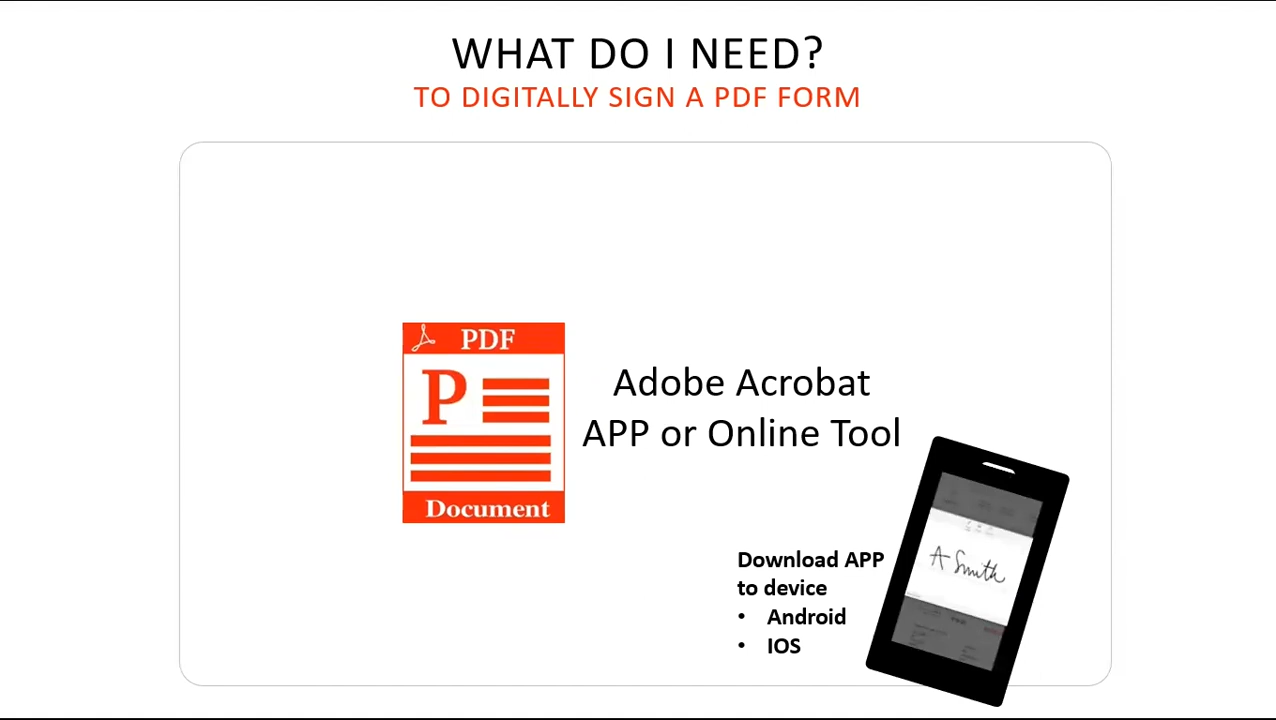 WHAT DO I NEED?
TO DIGITALLY SIGN A PDF FORM
PDF
P
Document
Adobe Acrobat
APP or Online Tool
Download APP
to device
• Android
• IOS
A Smith